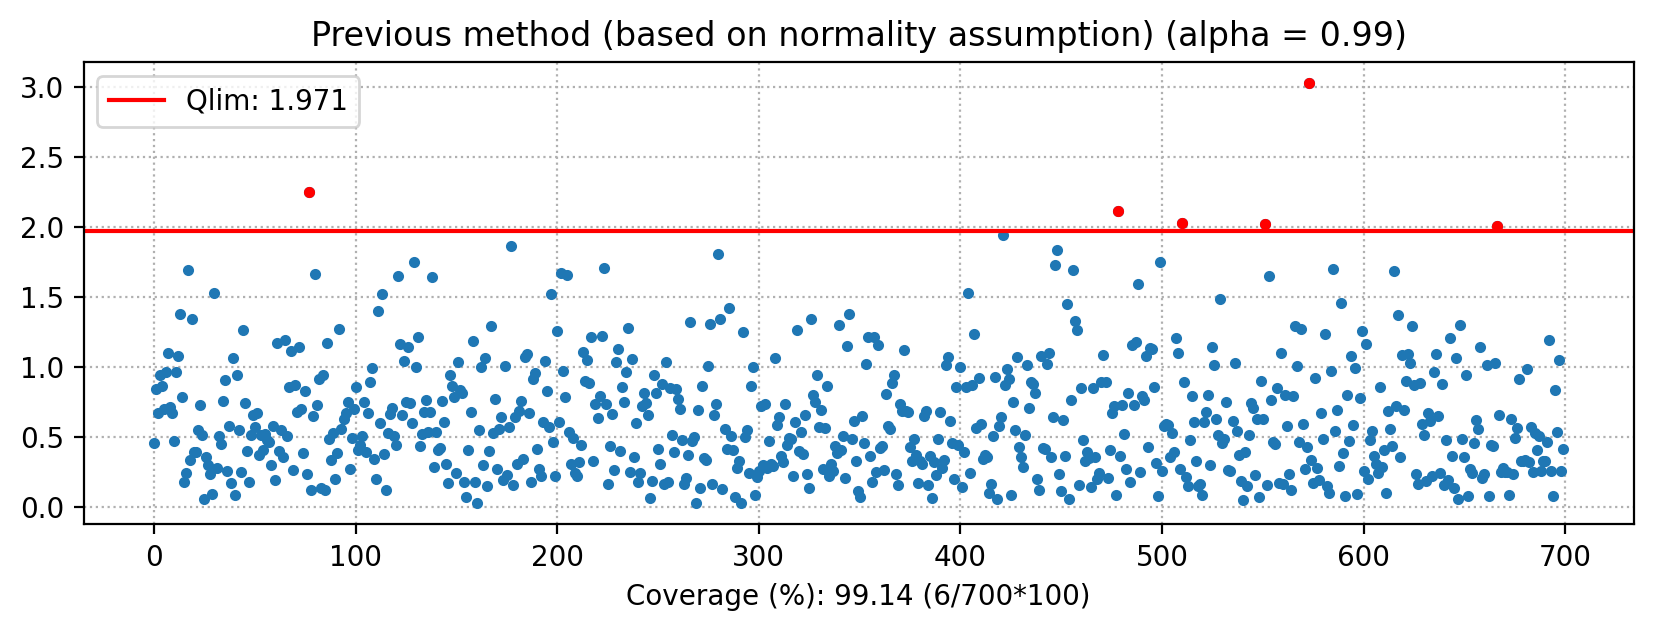 Previous method (based on normality assumption) (alpha = 0.99)
3.0
2.5
2.0
1.5
1.0
0.5
0.0
Qlim: 1.971
0 100 200 300 400 500 600 700
Coverage (%): 99.14 (6/700*100)